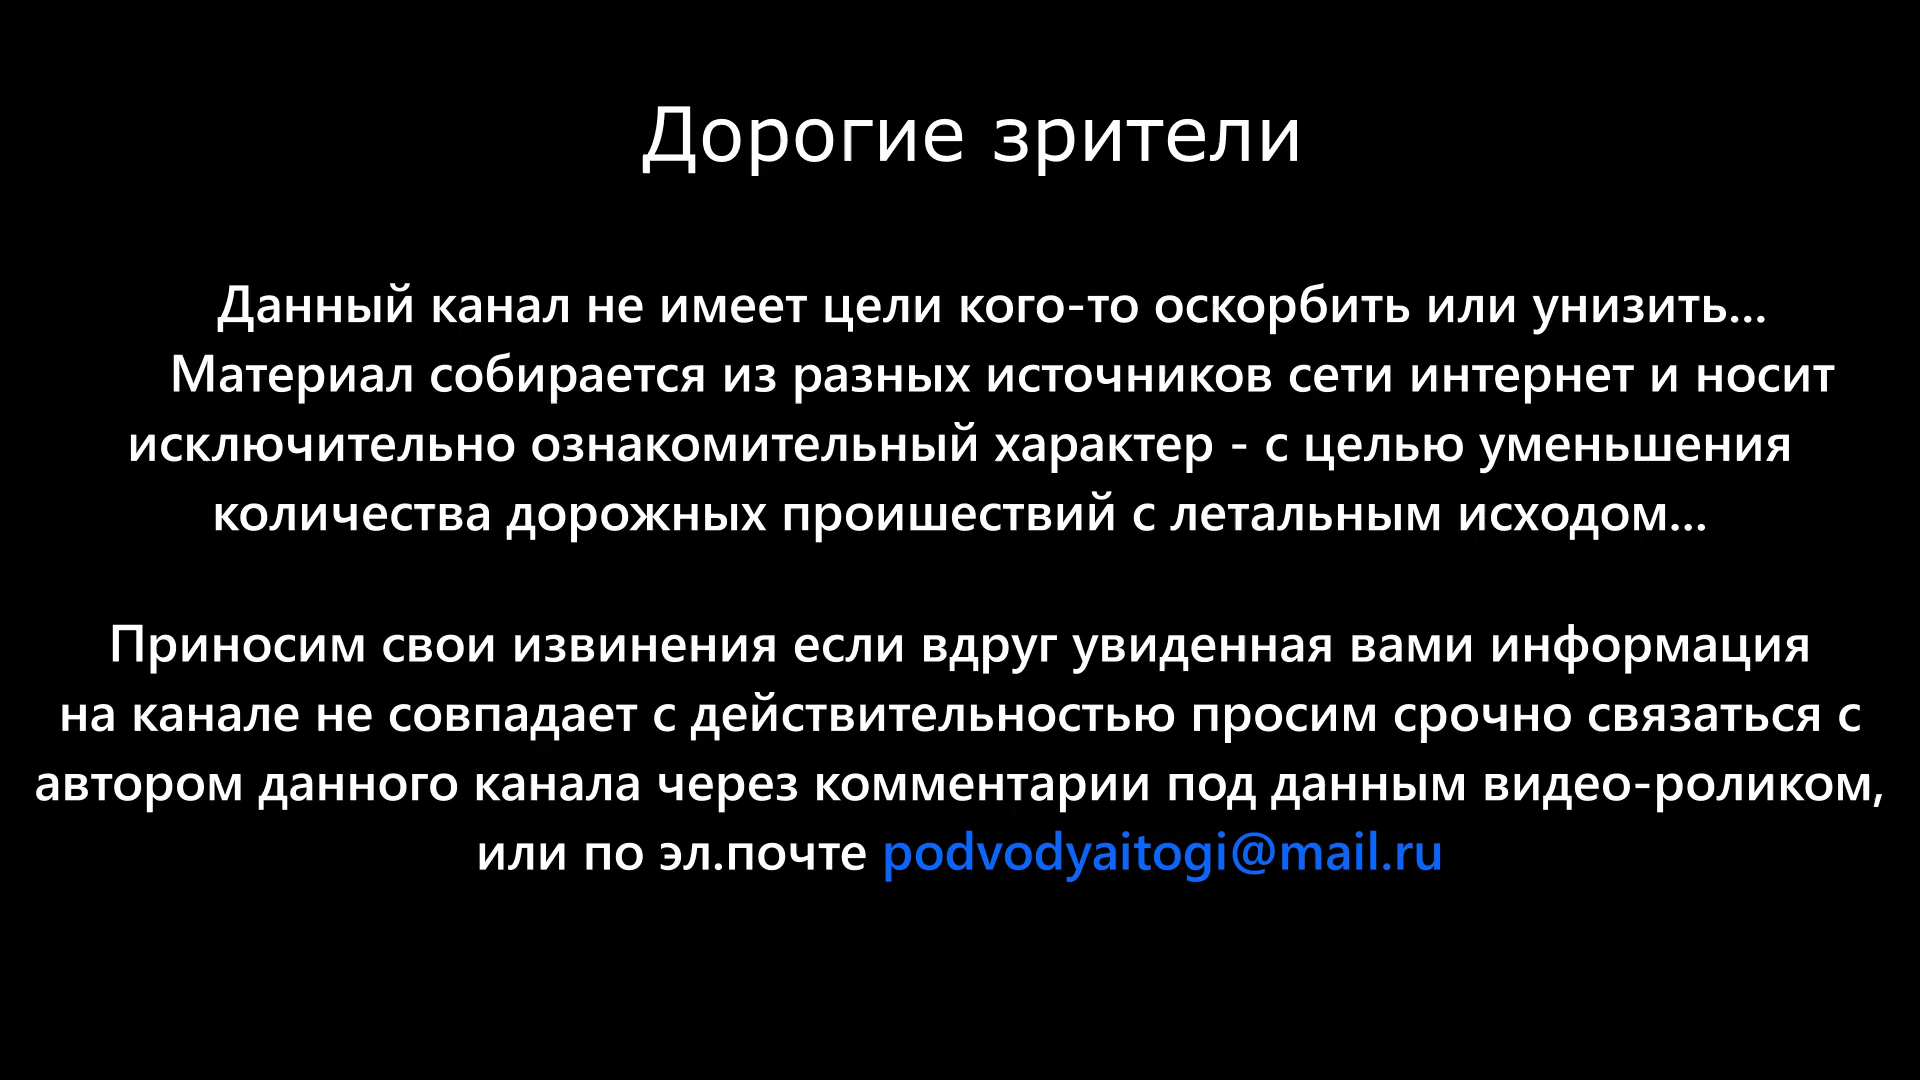 Дорогие зрители
Данный канал не имеет цели кого-то оскорбить или унизить...
Материал собирается из разных источников сети интернет и носит
исключительно ознакомительный характер - с целью уменьшения
количества дорожных проишествий с летальным исходом...
Приносим свои извинения если вдруг увиденная вами информация
на канале не совпадает с действительностью просим срочно связаться с
автором данного канала через комментарии под данным видео-роликом,
или по эл.почте podvodyaitogi@mail.ru